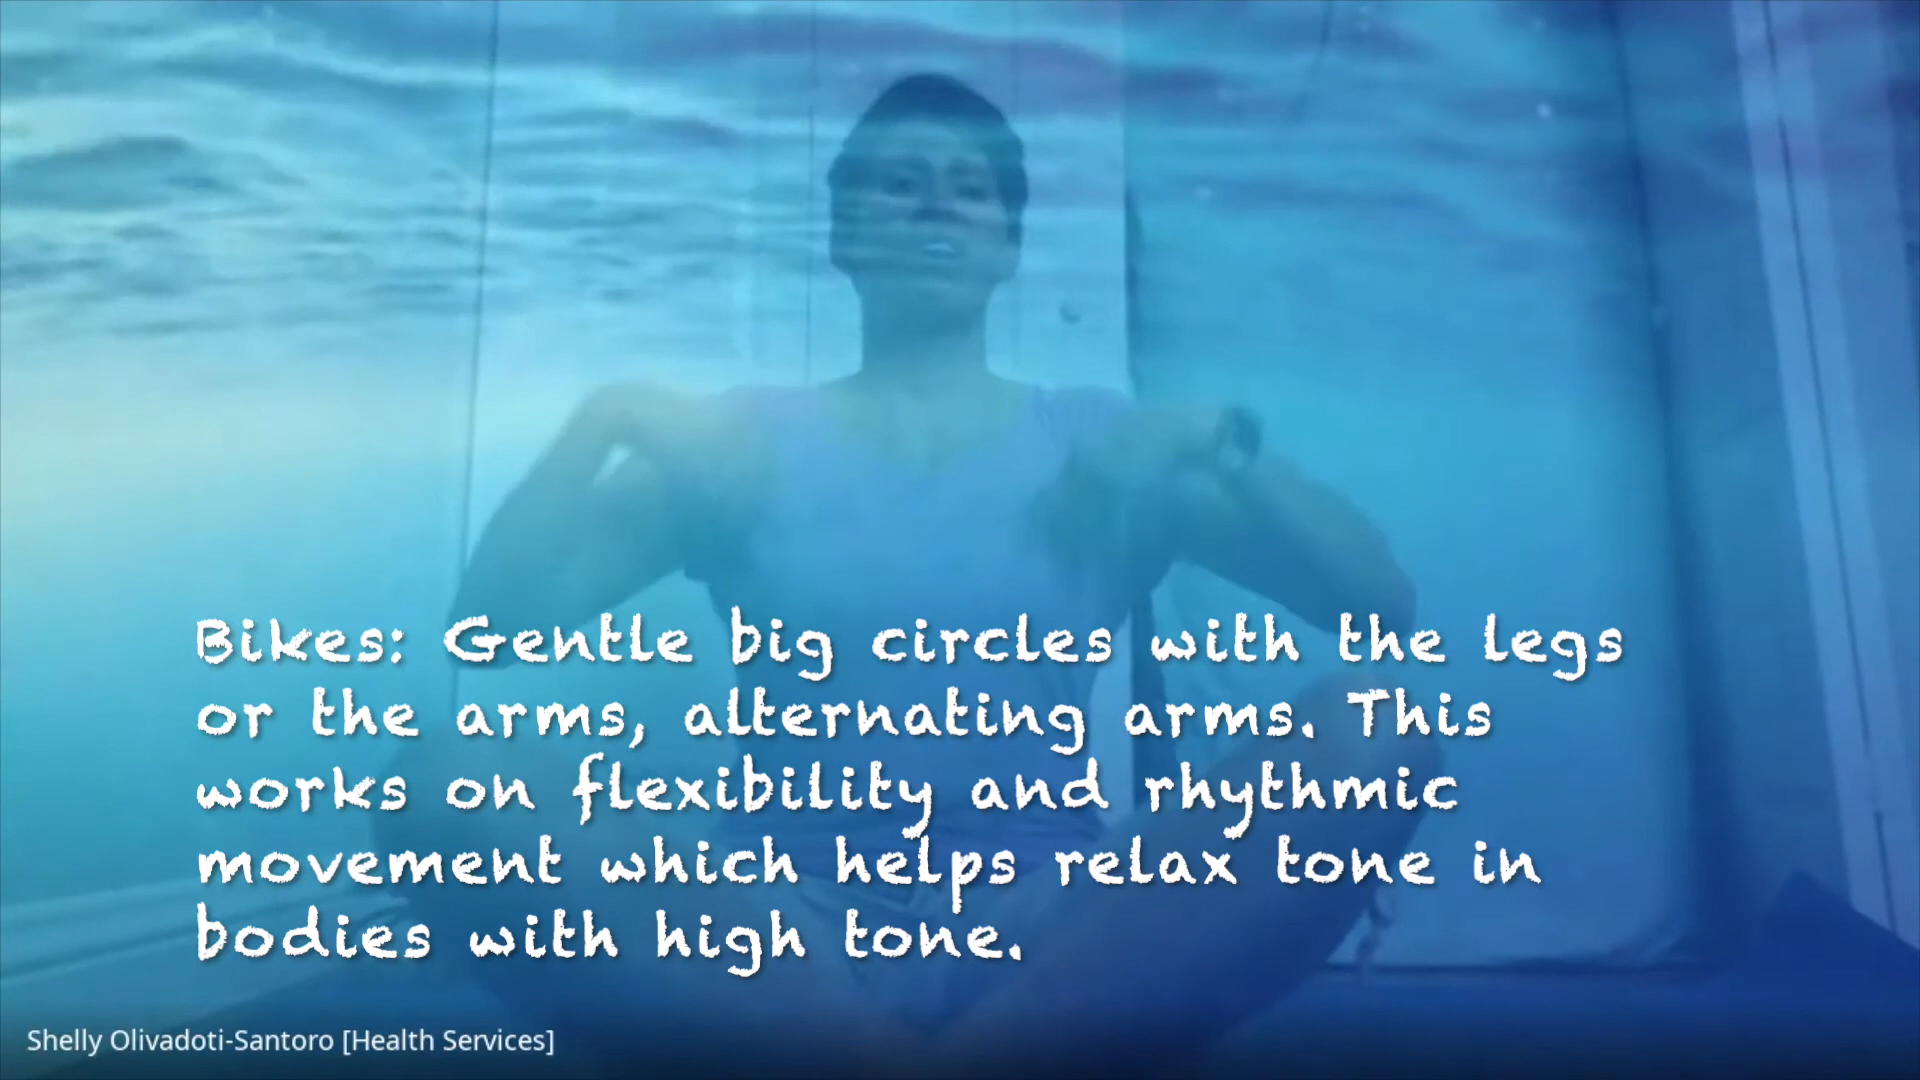 Bikes: Gentle big circles with the legs
or the arms, alternating arms. This
works on flexibility and rhythmic
movement which helps relax tone in
bodies with high tone.
Shelly Olivadoti-Santoro [Health Services]